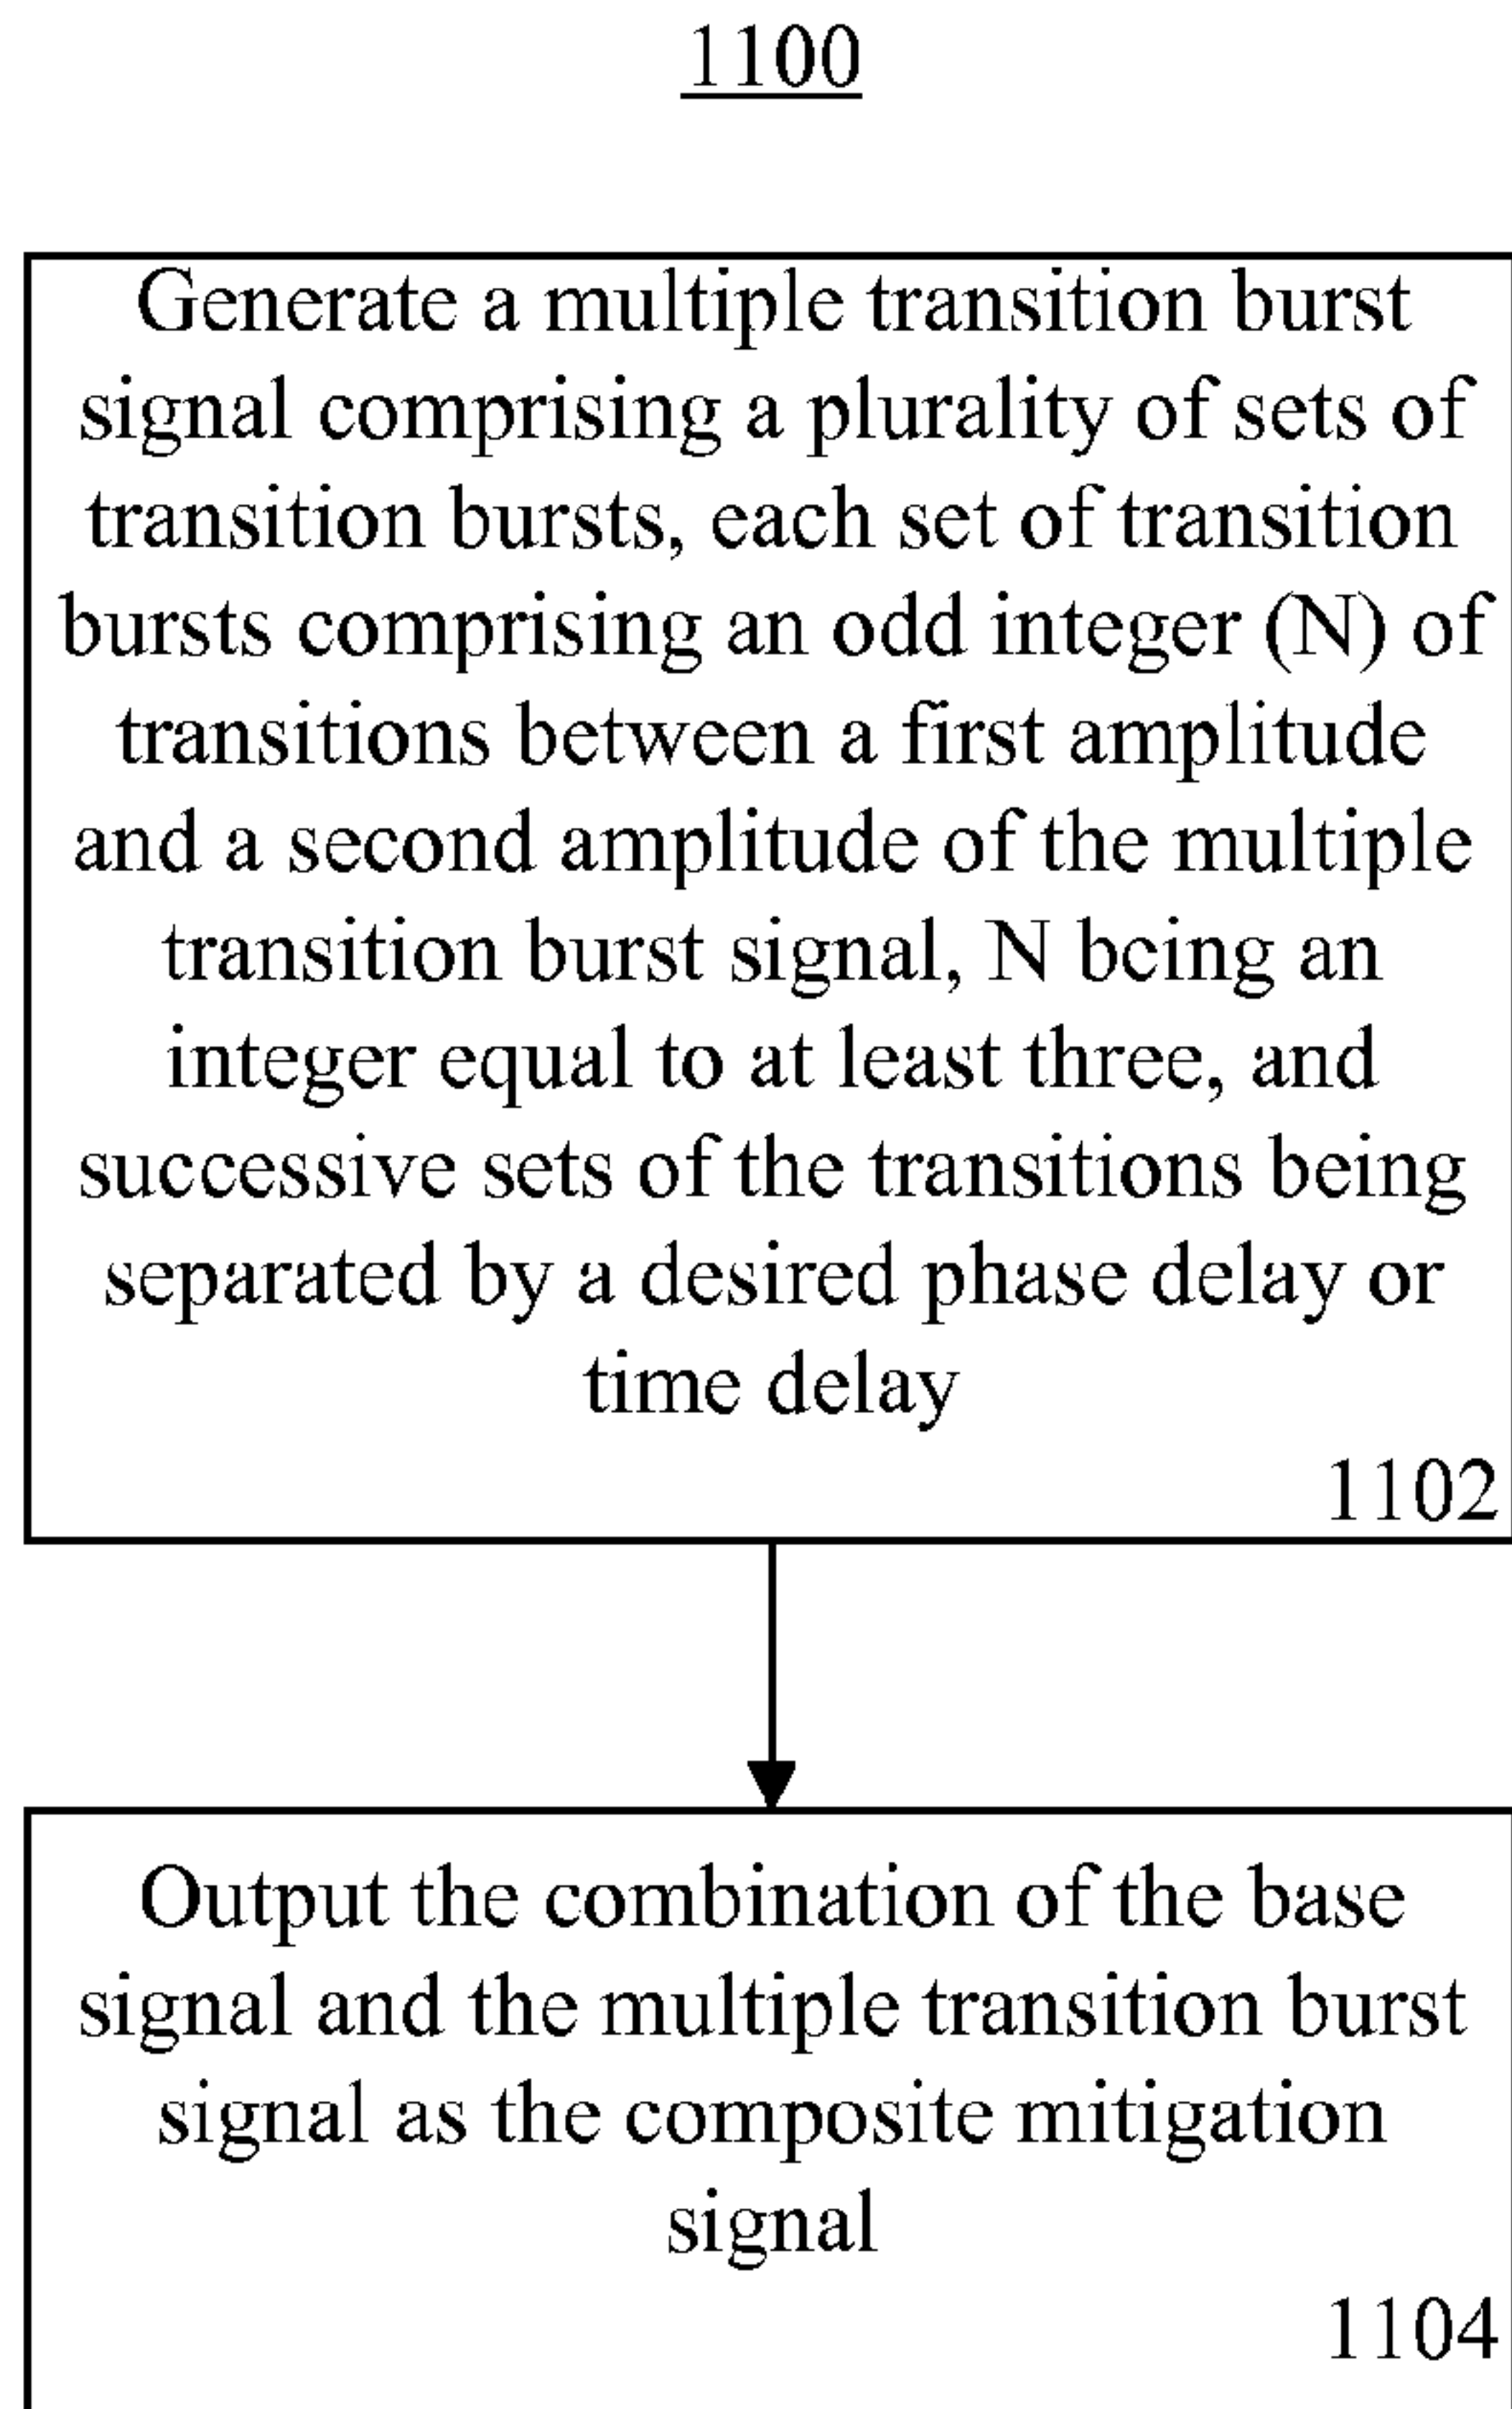 1100
Generate a multiple transition burst
signal comprising a plurality of sets of
transition bursts, each set of transition
bursts comprising an odd integer (N) of
transitions between a first amplitude
and a second amplitude of the multiple
transition burst signal, N being an
integer equal to at least three, and
successive sets of the transitions being
separated by a desired phase delay or
time delay
1102
Output the combination of the base
signal and the multiple transition burst
signal as the composite mitigation
signal
1104